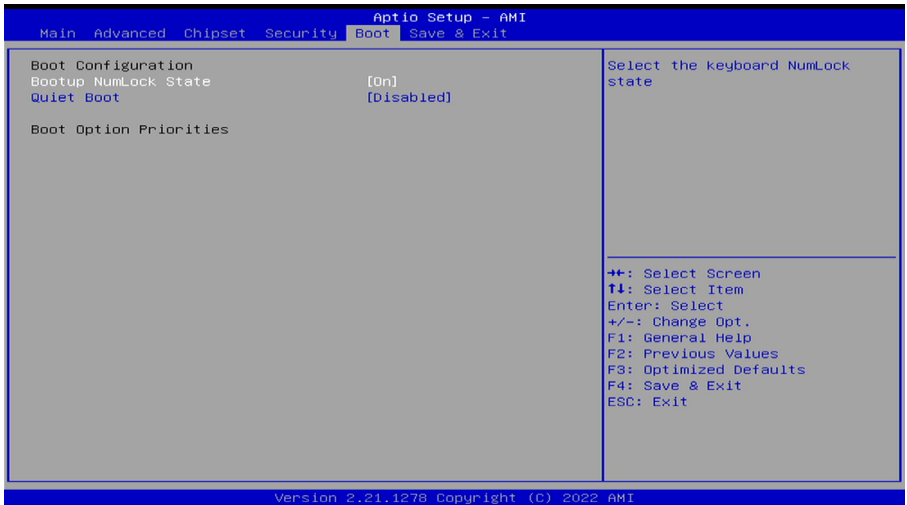 Aptio Setup – AMI
Main Advanced Chipset Security Boot Save & Exit
Boot Configuration
Bootup NumLock State [On]
Quiet Boot [Disabled]
Boot Option Priorities
Select the keyboard NumLock
state
→←: Select Screen
↑↓: Select Item
Enter: Select
+/-: Change Opt.
F1: General Help
F2: Previous Values
F3: Optimized Defaults
F4: Save & Exit
ESC: Exit
Version 2.21.1278 Copyright (C) 2022 AMI